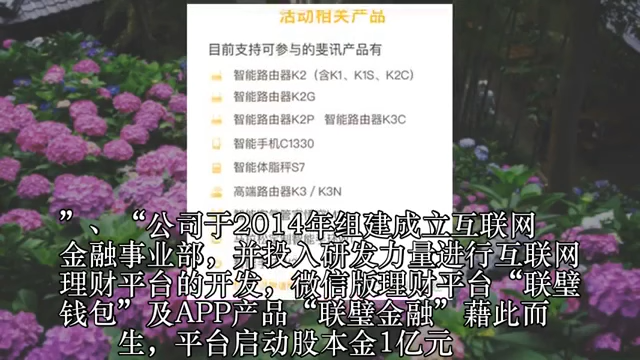 活动相关产品
目前支持可参与的斐讯产品有
智能路由器K2（含K1、K1S、K2C）
智能路由器K2G
智能路由器K2P 智能路由器K3C
智能手机C1330
智能体脂秤S7
高端路由器K3 / K3N
”、“公司于2014年组建成立互联网
金融事业部，并投入研发力量进行互联网
理财平台的开发，微信版理财平台“联璧
钱包”及APP产品“联璧金融”藉此而
生，平台启动股本金1亿元